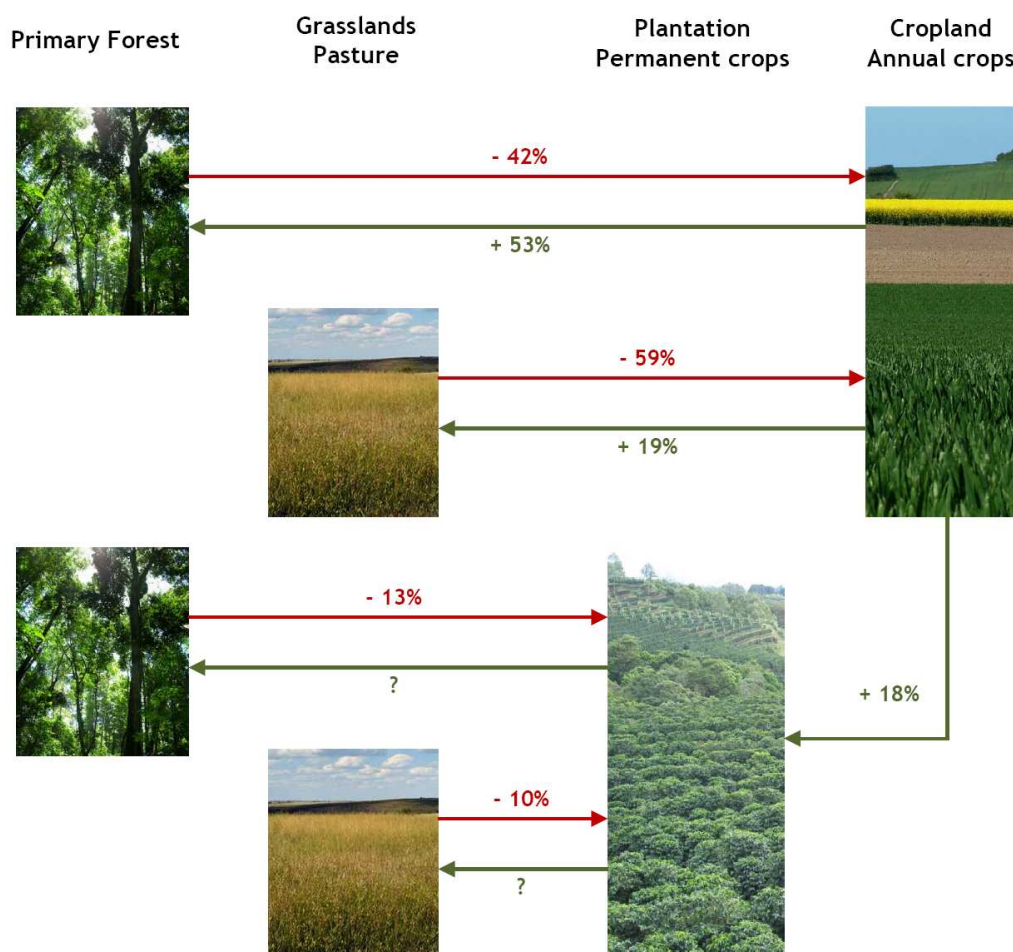 Primary Forest
Grasslands
Pasture
Plantation
Permanent crops
Cropland
Annual crops
- 42%
+ 53%
- 59%
+ 19%
- 13%
?
+ 18%
- 10%
?